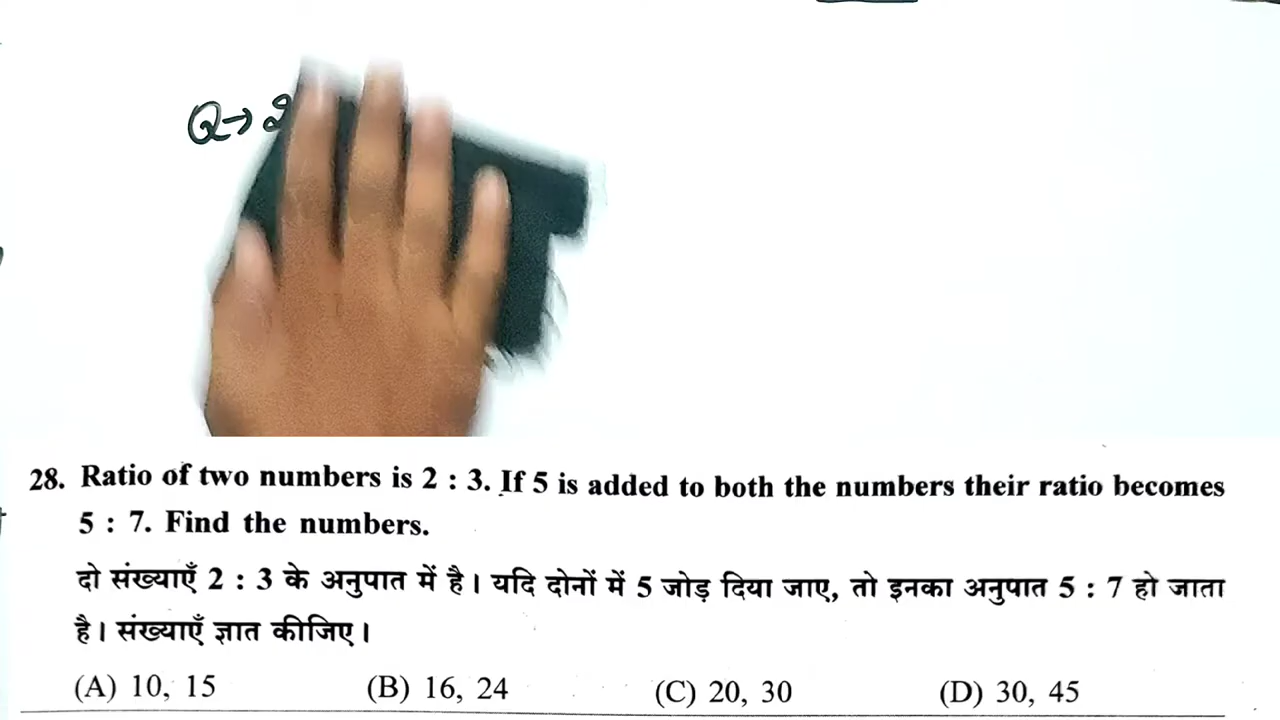 Q→ 2
28. Ratio of two numbers is 2 : 3. If 5 is added to both the numbers their ratio becomes
5 : 7. Find the numbers.
दो संख्याएँ 2 : 3 के अनुपात में है। यदि दोनों में 5 जोड़ दिया जाए, तो इनका अनुपात 5 : 7 हो जाता
है। संख्याएँ ज्ञात कीजिए।
(A) 10, 15 (B) 16, 24 (C) 20, 30 (D) 30, 45